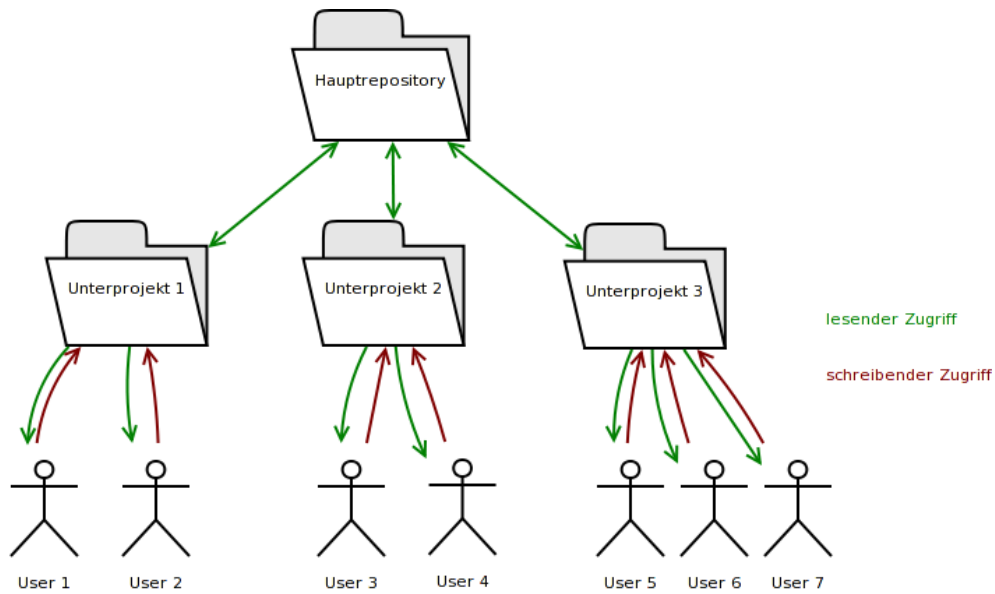 Hauptrepository
Unterprojekt 1
Unterprojekt 2
Unterprojekt 3
lesender Zugriff
schreibender Zugriff
User 1
User 2
User 3
User 4
User 5
User 6
User 7